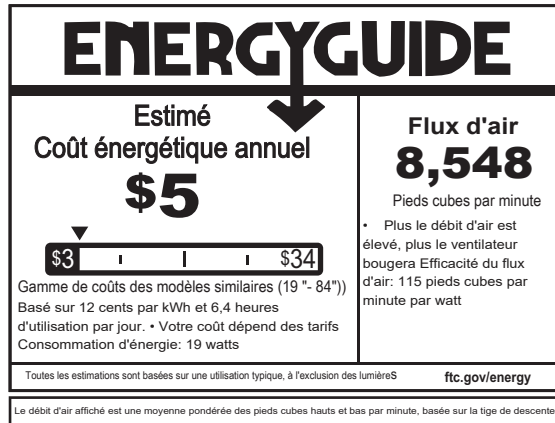 ENERGYGUIDE
Estimé
Coût énergétique annuel
$5
$3
$34
Gamme de coûts des modèles similaires (19 "- 84"))
Basé sur 12 cents par kWh et 6,4 heures
d'utilisation par jour. • Votre coût dépend des tarifs
Consommation d'énergie: 19 watts
Flux d'air
8,548
Pieds cubes par minute
• Plus le débit d'air est
élevé, plus le ventilateur
bougera Efficacité du flux
d'air: 115 pieds cubes par
minute par watt
Toutes les estimations sont basées sur une utilisation typique, à l'exclusion des lumièreS
ftc.gov/energy
Le débit d'air affiché est une moyenne pondérée des pieds cubes hauts et bas par minute, basée sur la tige de descente